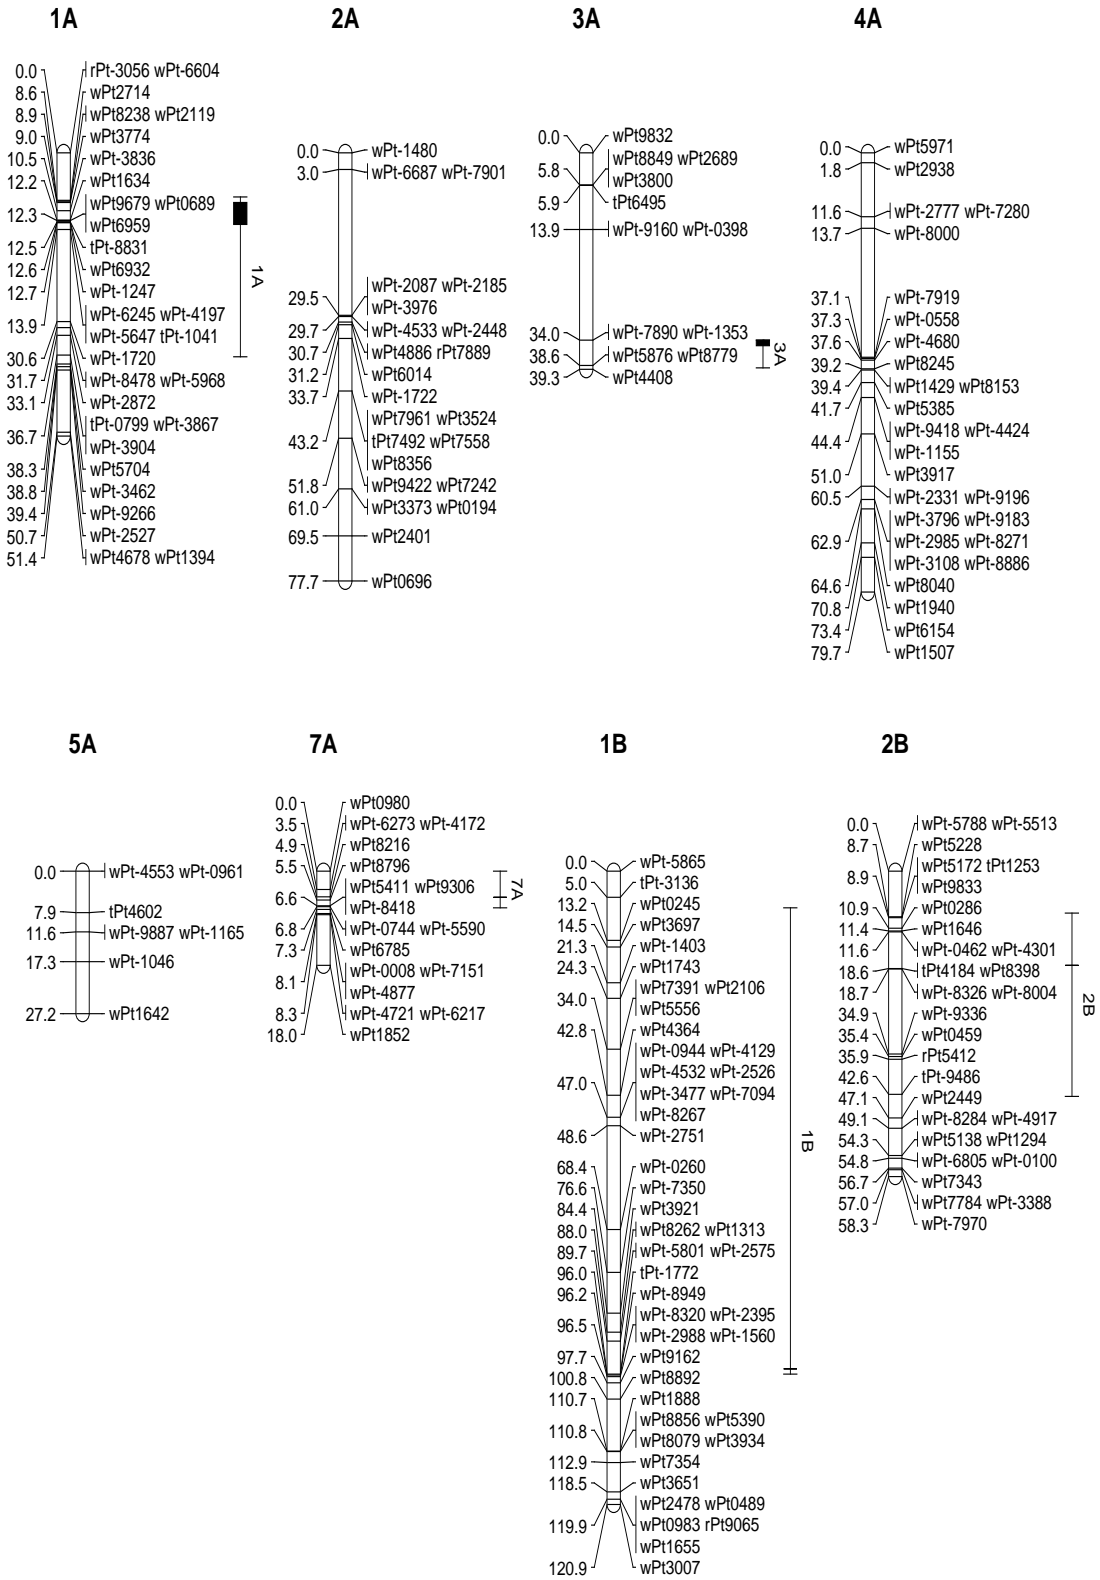 1A
0.0 rPt-3056 wPt-6604
8.6 wPt2714
8.9 wPt8238 wPt2119
9.0 wPt3774
10.5 wPt-3836
12.2 wPt1634
12.3 wPt9679 wPt0689
wPt6959
12.5 tPt-8831
12.6 wPt6932
12.7 wPt-1247
13.9 wPt-6245 wPt-4197
wPt-5647 tPt-1041
30.6 wPt-1720
31.7 wPt-8478 wPt-5968
33.1 wPt-2872
36.7 tPt-0799 wPt-3867
wPt-3904
38.3 wPt5704
38.8 wPt-3462
39.4 wPt-9266
50.7 wPt-2527
51.4 wPt4678 wPt1394
1A
2A
0.0 wPt-1480
3.0 wPt-6687 wPt-7901
29.5 wPt-2087 wPt-2185
wPt-3976
29.7 wPt-4533 wPt-2448
30.7 wPt4886 rPt7889
31.2 wPt6014
33.7 wPt-1722
43.2 wPt7961 wPt3524
tPt7492 wPt7558
wPt8356
51.8 wPt9422 wPt7242
61.0 wPt3373 wPt0194
69.5 wPt2401
77.7 wPt0696
3A
0.0 wPt9832
5.8 wPt8849 wPt2689
wPt3800
5.9 tPt6495
13.9 wPt-9160 wPt-0398
34.0 wPt-7890 wPt-1353
38.6 wPt5876 wPt8779
39.3 wPt4408
3A
4A
0.0 wPt5971
1.8 wPt2938
11.6 wPt-2777 wPt-7280
13.7 wPt-8000
37.1 wPt-7919
37.3 wPt-0558
37.6 wPt-4680
39.2 wPt8245
39.4 wPt1429 wPt8153
41.7 wPt5385
44.4 wPt-9418 wPt-4424
wPt-1155
51.0 wPt3917
60.5 wPt-2331 wPt-9196
62.9 wPt-3796 wPt-9183
wPt-2985 wPt-8271
wPt-3108 wPt-8886
64.6 wPt8040
70.8 wPt1940
73.4 wPt6154
79.7 wPt1507
5A
0.0 wPt-4553 wPt-0961
7.9 tPt4602
11.6 wPt-9887 wPt-1165
17.3 wPt-1046
27.2 wPt1642
7A
0.0 wPt0980
3.5 wPt-6273 wPt-4172
4.9 wPt8216
5.5 wPt8796
6.6 wPt5411 wPt9306
wPt-8418
6.8 wPt-0744 wPt-5590
7.3 wPt6785
8.1 wPt-0008 wPt-7151
wPt-4877
8.3 wPt-4721 wPt-6217
18.0 wPt1852
7A
1B
0.0 wPt-5865
5.0 tPt-3136
13.2 wPt0245
14.5 wPt3697
21.3 wPt-1403
24.3 wPt1743
34.0 wPt7391 wPt2106
wPt5556
42.8 wPt4364
47.0 wPt-0944 wPt-4129
wPt-4532 wPt-2526
wPt-3477 wPt-7094
wPt-8267
48.6 wPt-2751
68.4 wPt-0260
76.6 wPt-7350
84.4 wPt3921
88.0 wPt8262 wPt1313
89.7 wPt-5801 wPt-2575
96.0 tPt-1772
96.2 wPt-8949
96.5 wPt-8320 wPt-2395
wPt-2988 wPt-1560
97.7 wPt9162
100.8 wPt8892
110.7 wPt1888
110.8 wPt8856 wPt5390
wPt8079 wPt3934
112.9 wPt7354
118.5 wPt3651
119.9 wPt2478 wPt0489
wPt0983 rPt9065
wPt1655
120.9 wPt3007
1B
2B
0.0 wPt-5788 wPt-5513
8.7 wPt5228
8.9 wPt5172 tPt1253
wPt9833
10.9 wPt0286
11.4 wPt1646
11.6 wPt-0462 wPt-4301
18.6 tPt4184 wPt8398
18.7 wPt-8326 wPt-8004
34.9 wPt-9336
35.4 wPt0459
35.9 rPt5412
42.6 tPt-9486
47.1 wPt2449
49.1 wPt-8284 wPt-4917
54.3 wPt5138 wPt1294
54.8 wPt-6805 wPt-0100
56.7 wPt7343
57.0 wPt7784 wPt-3388
58.3 wPt-7970
2B